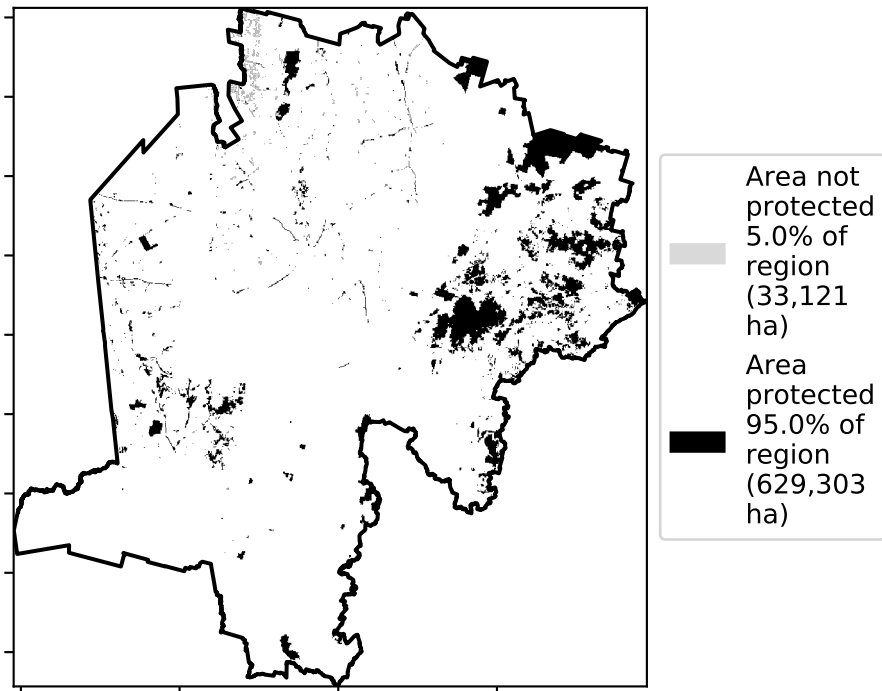 Area not
protected
5.0% of
region
(33,121
ha)
Area
protected
95.0% of
region
(629,303
ha)